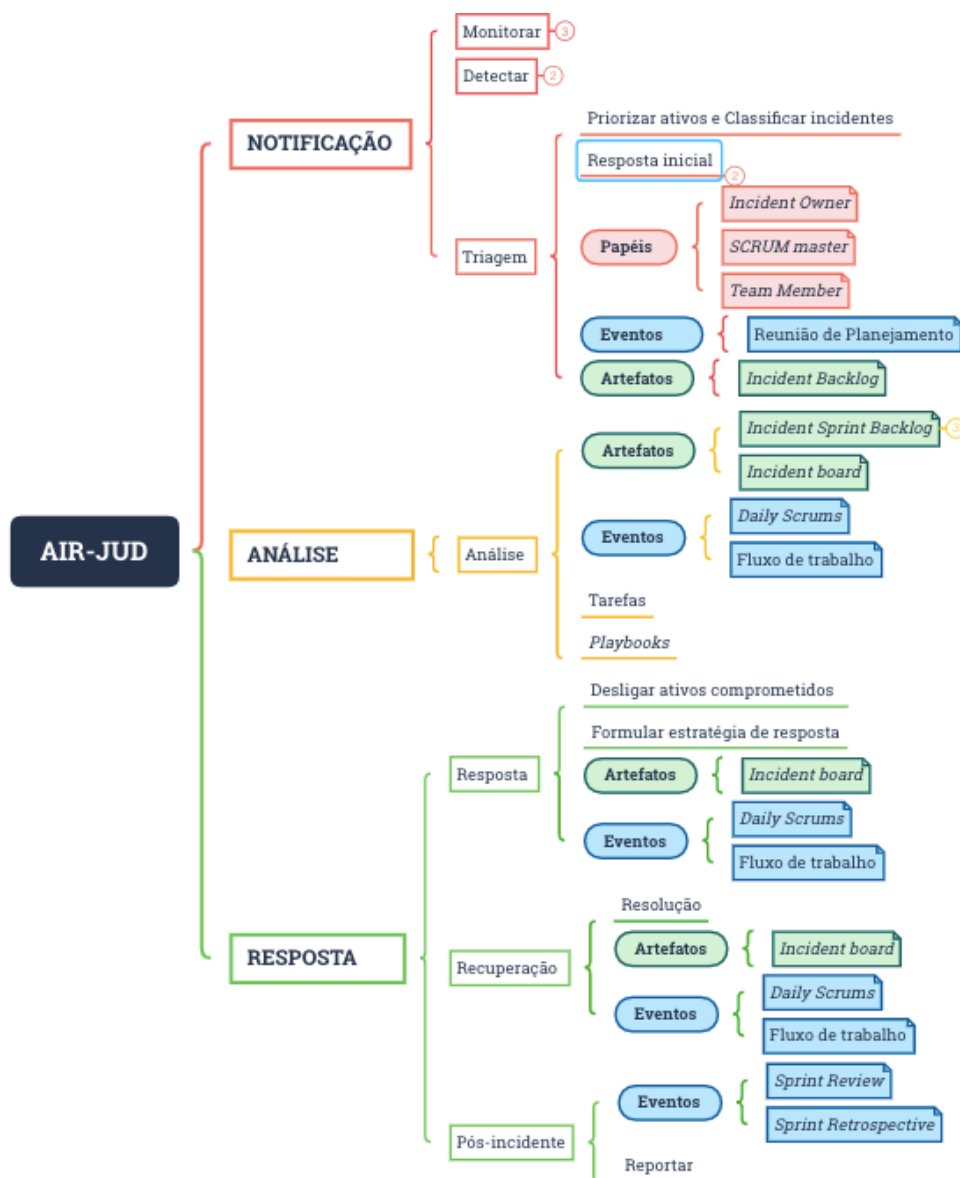 AIR-JUD
NOTIFICAÇÃO
Monitorar
3
Detectar
2
Triagem
Priorizar ativos e Classificar incidentes
Resposta inicial
2
Papéis
Incident Owner
SCRUM master
Team Member
Eventos
Reunião de Planejamento
Artefatos
Incident Backlog
ANÁLISE
Análise
Artefatos
Incident Sprint Backlog
3
Incident board
Eventos
Daily Scrums
Fluxo de trabalho
Tarefas
Playbooks
RESPOSTA
Resposta
Desligar ativos comprometidos
Formular estratégia de resposta
Artefatos
Incident board
Eventos
Daily Scrums
Fluxo de trabalho
Recuperação
Resolução
Artefatos
Incident board
Eventos
Daily Scrums
Fluxo de trabalho
Pós-incidente
Eventos
Sprint Review
Sprint Retrospective
Reportar